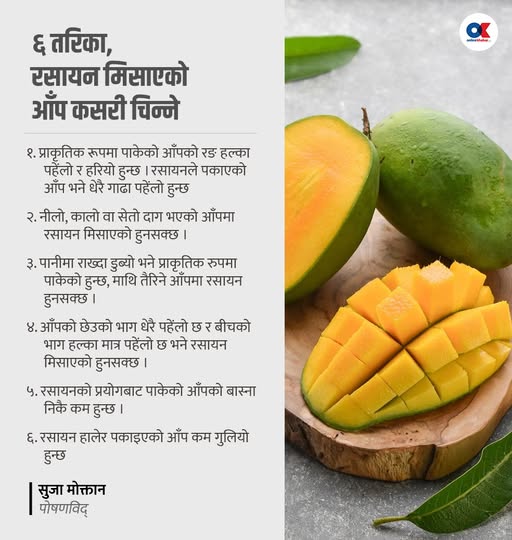 ६ तरिका,
रसायन मिसाएको
आँप कसरी चिन्ने
१. प्राकृतिक रूपमा पाकेको आँपको रङ हल्का
पहेंलो र हरियो हुन्छ । रसायनले पकाएको
आँप भने धेरै गाढा पहेंलो हुन्छ
२. नीलो, कालो वा सेतो दाग भएको आँपमा
रसायन मिसाएको हुनसक्छ ।
३. पानीमा राख्दा डुब्यो भने प्राकृतिक रुपमा
पाकेको हुन्छ, माथि तैरिने आँपमा रसायन
हुनसक्छ ।
४. आँपको छेउको भाग धेरै पहेंलो छ र बीचको
भाग हल्का मात्र पहेंलो छ भने रसायन
मिसाएको हुनसक्छ ।
५. रसायनको प्रयोगबाट पाकेको आँपको बास्ना
निकै कम हुन्छ ।
६. रसायन हालेर पकाइएको आँप कम गुलियो
हुन्छ
सुजा मोक्तान
पोषणविद्
OK